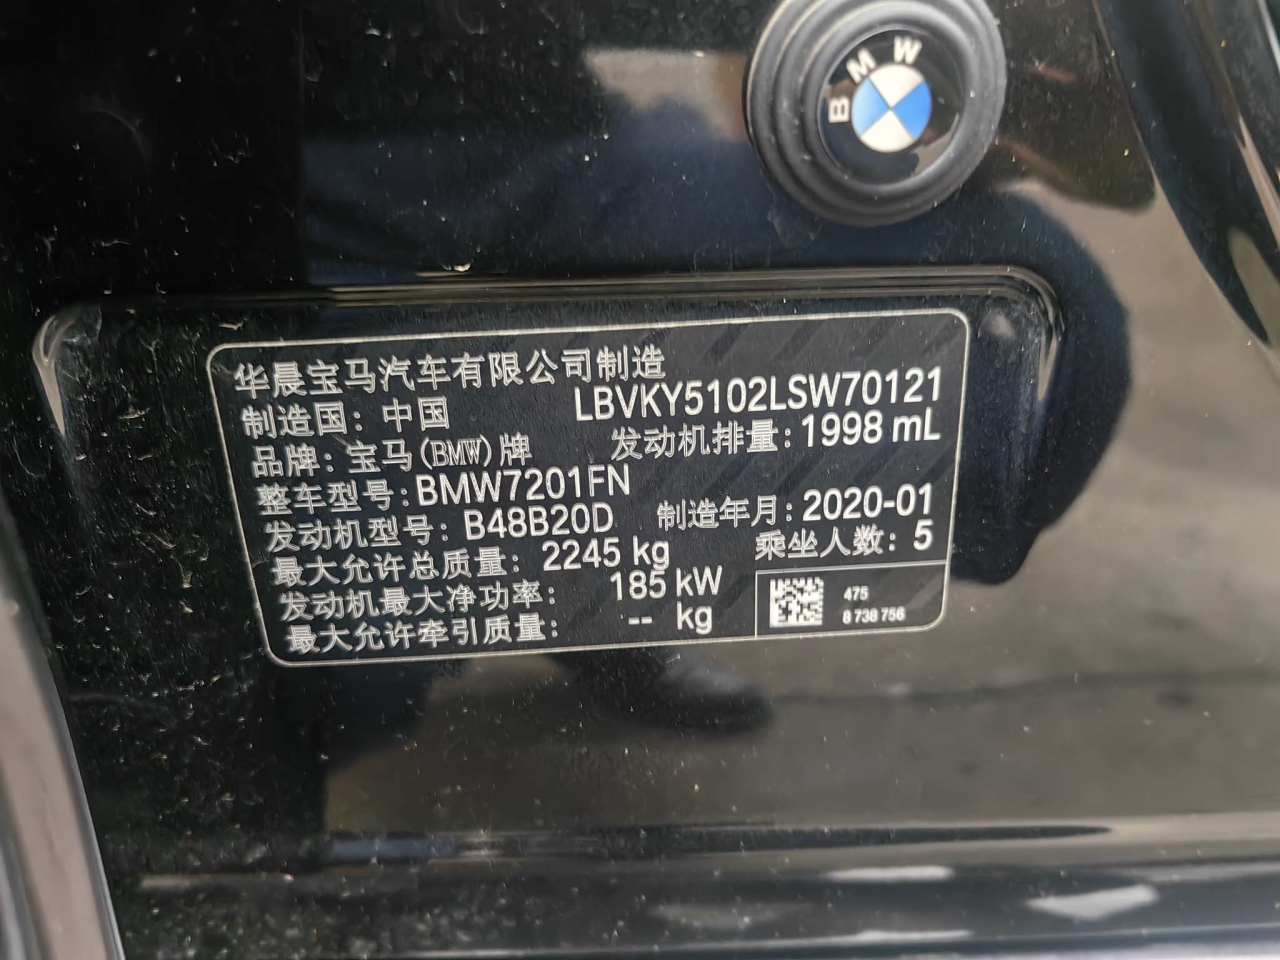 BMW
华晨宝马汽车有限公司制造
制造国：中国 LBVKY5102LSW70121
品牌：宝马(BMW)牌 发动机排量：1998 mL
整车型号：BMW7201FN
发动机型号：B48B20D 制造年月：2020-01
最大允许总质量：2245 kg 乘坐人数：5
发动机最大净功率：185 kW
最大允许牵引质量：-- kg
475
8 738 756